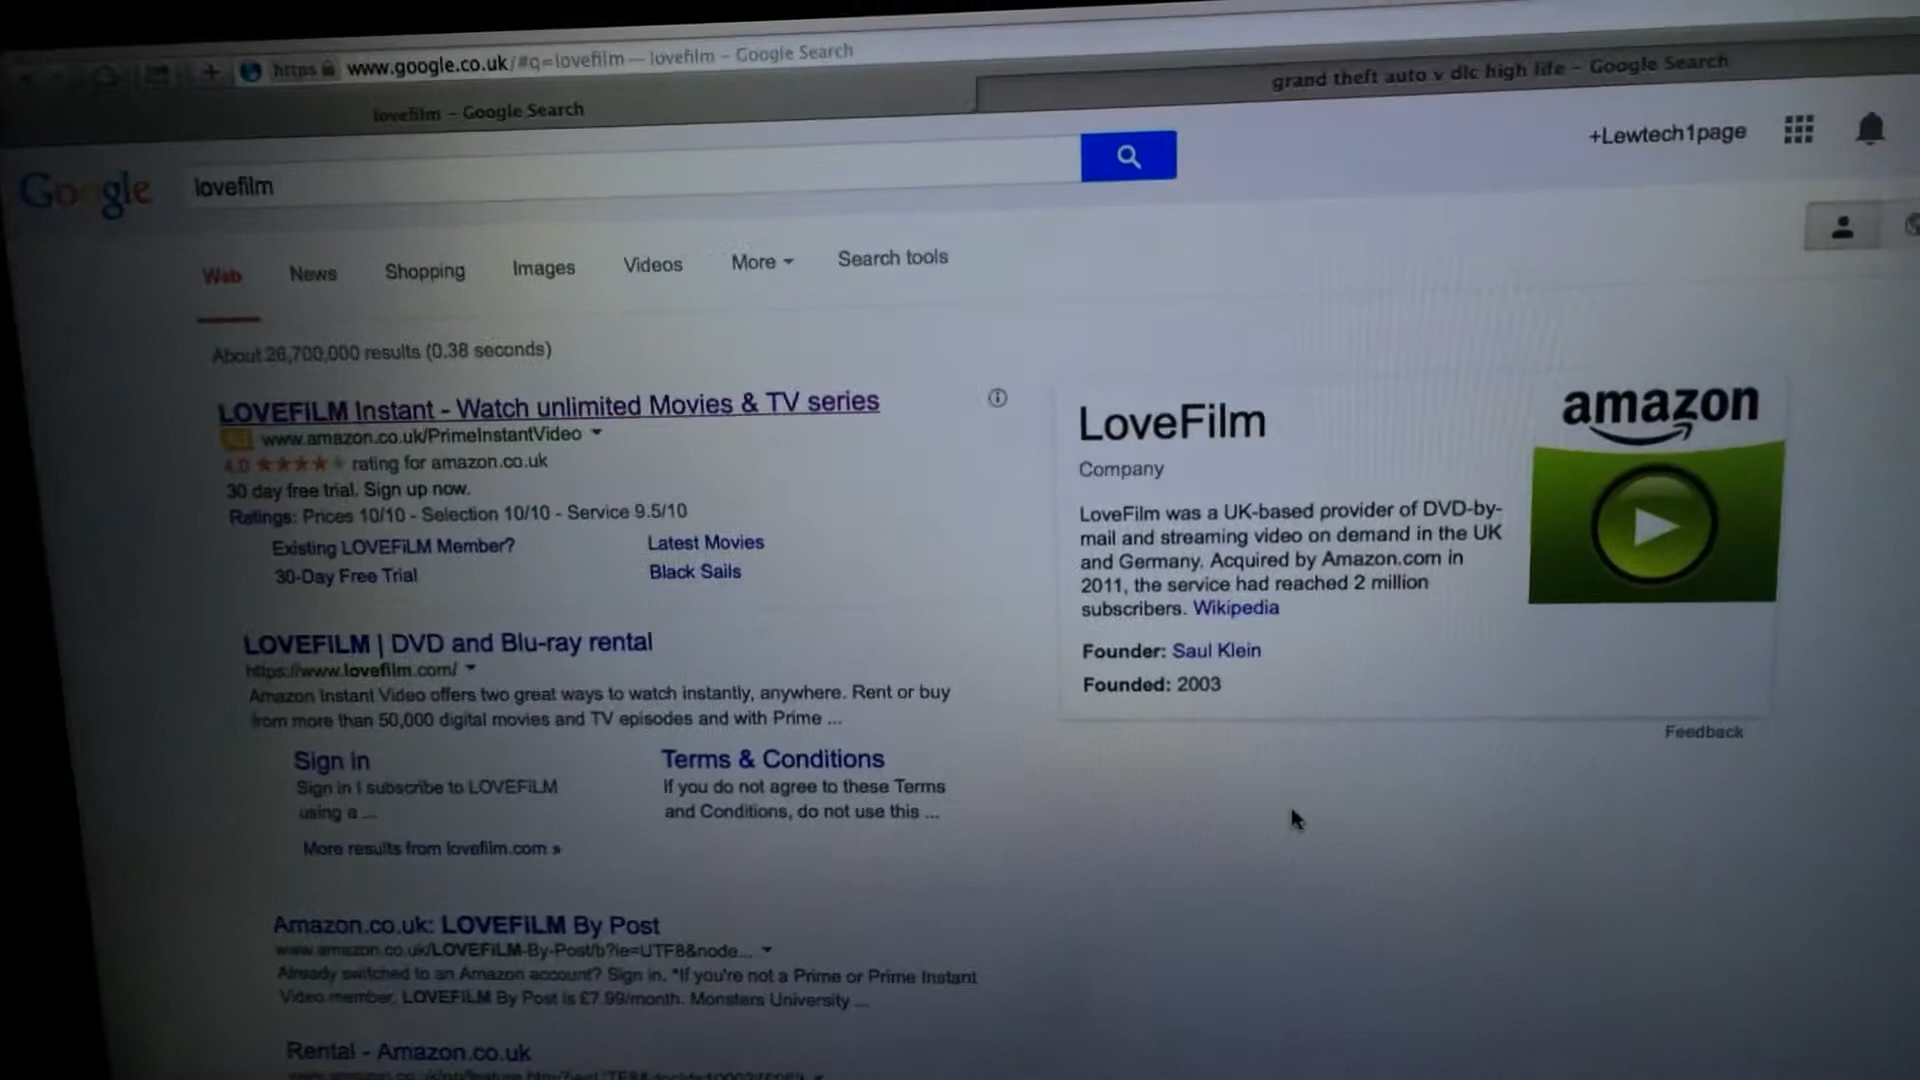 https www.google.co.uk/#q=lovefilm — lovefilm – Google Search
lovefilm – Google Search
grand theft auto v dlc high life – Google Search
+Lewtech1page
Google
lovefilm
Web News Shopping Images Videos More Search tools
About 26,700,000 results (0.38 seconds)
LOVEFiLM Instant - Watch unlimited Movies & TV series
www.amazon.co.uk/PrimeInstantVideo
4.0 ★★★★ rating for amazon.co.uk
30 day free trial. Sign up now.
Ratings: Prices 10/10 - Selection 10/10 - Service 9.5/10
Existing LOVEFiLM Member? Latest Movies
30-Day Free Trial Black Sails
LOVEFiLM | DVD and Blu-ray rental
https://www.lovefilm.com/
Amazon Instant Video offers two great ways to watch instantly, anywhere. Rent or buy
from more than 50,000 digital movies and TV episodes and with Prime ...
Sign in
Sign in I subscribe to LOVEFiLM
using a ...
Terms & Conditions
If you do not agree to these Terms
and Conditions, do not use this ...
More results from lovefilm.com »
Amazon.co.uk: LOVEFiLM By Post
www.amazon.co.uk/LOVEFiLM-By-Post/b?ie=UTF8&node...
Already switched to an Amazon account? Sign in. *If you're not a Prime or Prime Instant
Video member, LOVEFiLM By Post is £7.99/month. Monsters University ...
Rental - Amazon.co.uk
LoveFilm
Company
LoveFilm was a UK-based provider of DVD-by-
mail and streaming video on demand in the UK
and Germany. Acquired by Amazon.com in
2011, the service had reached 2 million
subscribers. Wikipedia
Founder: Saul Klein
Founded: 2003
amazon
Feedback